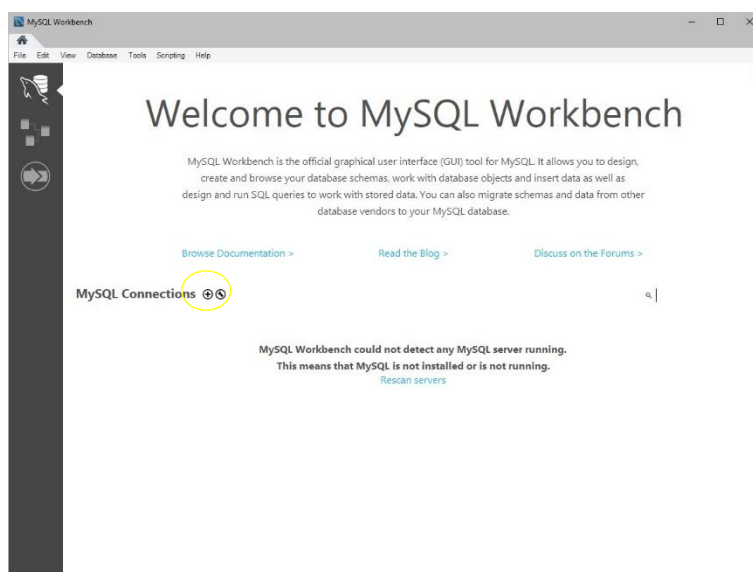 MySQL Workbench
File Edit View Database Tools Scripting Help
Welcome to MySQL Workbench
MySQL Workbench is the official graphical user interface (GUI) tool for MySQL. It allows you to design,
create and browse your database schemas, work with database objects and insert data as well as
design and run SQL queries to work with stored data. You can also migrate schemas and data from other
database vendors to your MySQL database.
Browse Documentation > Read the Blog > Discuss on the Forums >
MySQL Connections
MySQL Workbench could not detect any MySQL server running.
This means that MySQL is not installed or is not running.
Rescan servers